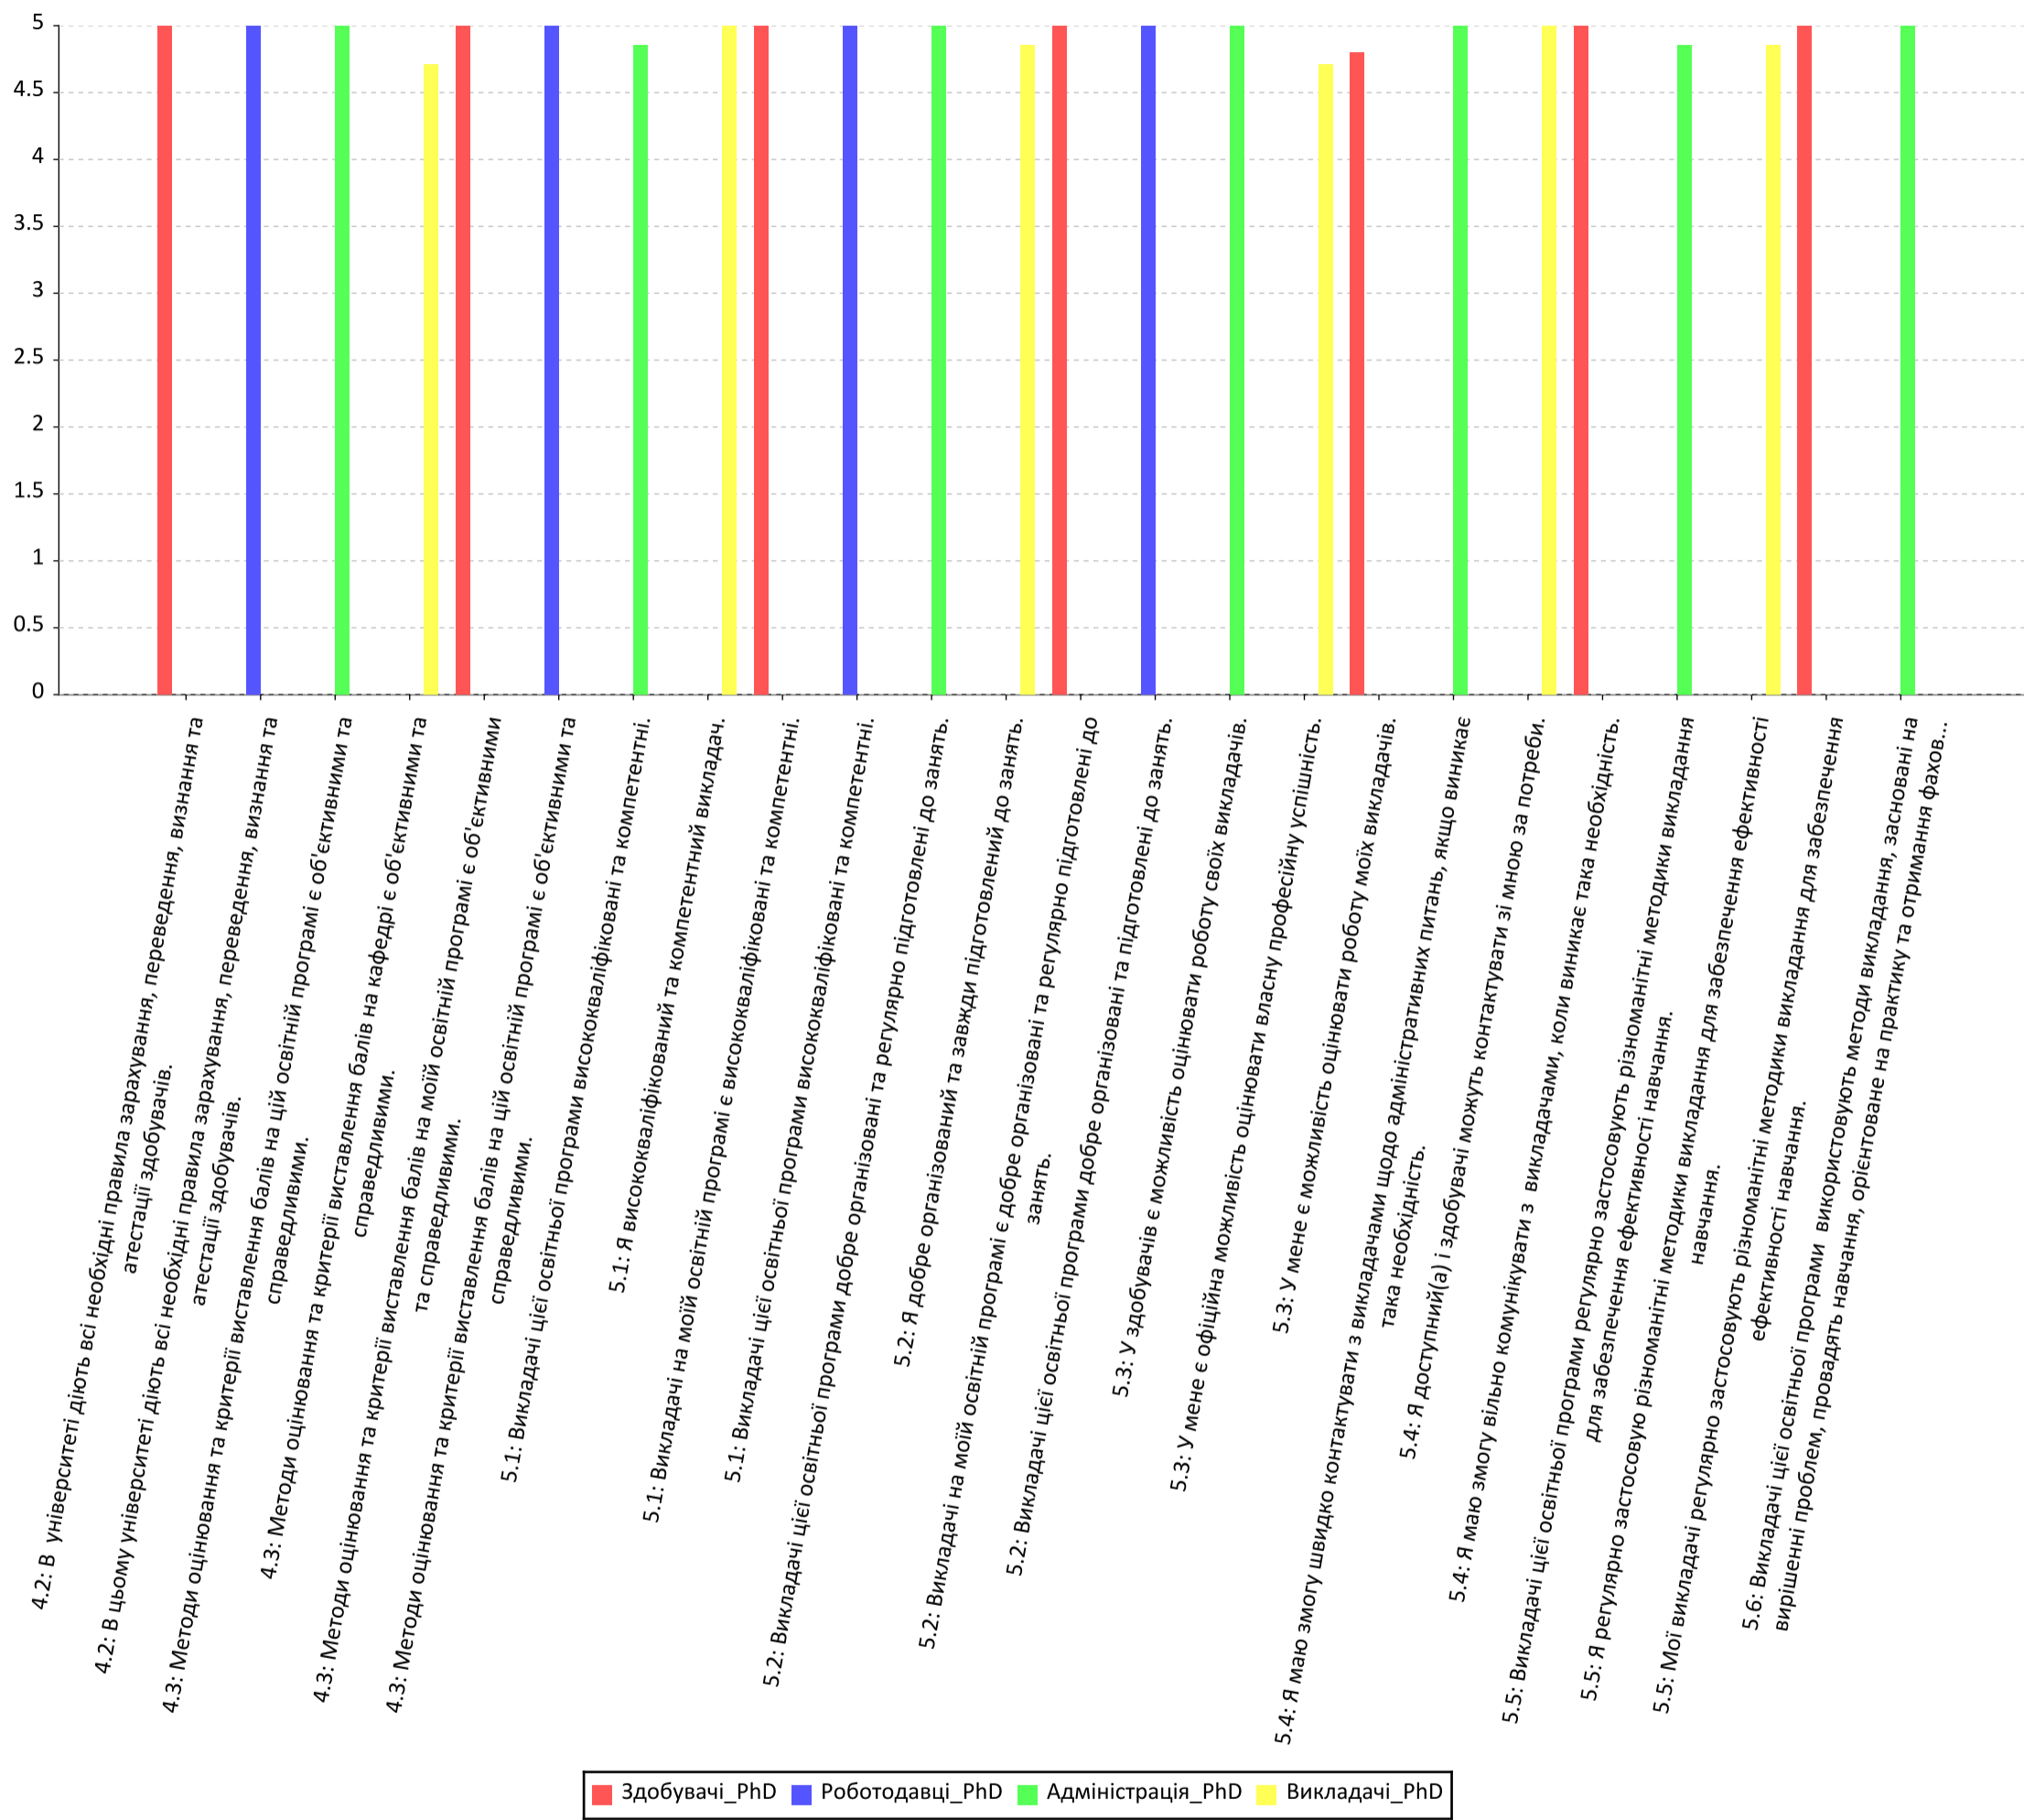 5
4.5
4
3.5
3
2.5
2
1.5
1
0.5
0
4.2: В  університеті діють всі необхідні правила зарахування, переведення, визнання та
атестації здобувачів.
4.2: В цьому університеті діють всі необхідні правила зарахування, переведення, визнання та
атестації здобувачів.
4.3: Методи оцінювання та критерії виставлення балів на цій освітній програмі є об'єктивними та
справедливими.
4.3: Методи оцінювання та критерії виставлення балів на кафедрі є об'єктивними та
справедливими.
4.3: Методи оцінювання та критерії виставлення балів на моїй освітній програмі є об'єктивними
та справедливими.
4.3: Методи оцінювання та критерії виставлення балів на цій освітній програмі є об'єктивними та
справедливими.
5.1: Викладачі цієї освітньої програми висококваліфіковані та компетентні.
5.1: Я висококваліфікований та компетентний викладач.
5.1: Викладачі на моїй освітній програмі є висококваліфіковані та компетентні.
5.1: Викладачі цієї освітньої програми висококваліфіковані та компетентні.
5.2: Викладачі цієї освітньої програми добре організовані та регулярно підготовлені до занять.
5.2: Я добре організований та завжди підготовлений до занять.
5.2: Викладачі на моїй освітній програмі є добре організовані та регулярно підготовлені до
занять.
5.2: Викладачі цієї освітньої програми добре організовані та підготовлені до занять.
5.3: У здобувачів є можливість оцінювати роботу своїх викладачів.
5.3: У мене є офіційна можливість оцінювати власну професійну успішність.
5.3: У мене є можливість оцінювати роботу моїх викладачів.
5.4: Я маю змогу швидко контактувати з викладачами щодо адміністративних питань, якщо виникає
така необхідність.
5.4: Я доступний(а) і здобувачі можуть контактувати зі мною за потреби.
5.4: Я маю змогу вільно комунікувати з  викладачами, коли виникає така необхідність.
5.5: Викладачі цієї освітньої програми регулярно застосовують різноманітні методики викладання
для забезпечення ефективності навчання.
5.5: Я регулярно застосовую різноманітні методики викладання для забезпечення ефективності
навчання.
5.5: Мої викладачі регулярно застосовують різноманітні методики викладання для забезпечення
ефективності навчання.
5.6: Викладачі цієї освітньої програми  використовують методи викладання, засновані на
вирішенні проблем, провадять навчання, орієнтоване на практику та отримання фахов...
Здобувачі_PhD
Роботодавці_PhD
Адміністрація_PhD
Викладачі_PhD